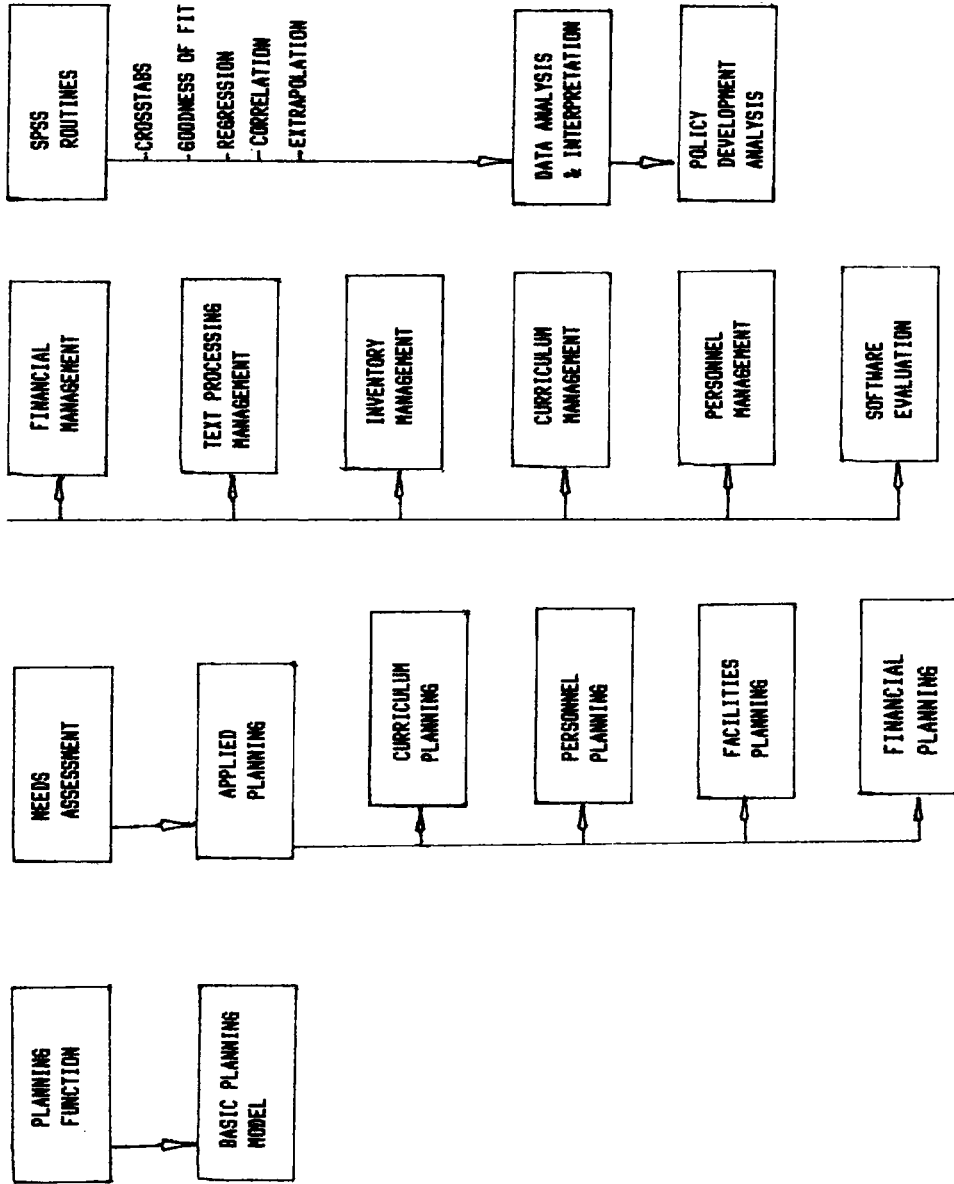 PLANNING
FUNCTION
BASIC PLANNING
MODEL
NEEDS
ASSESSMENT
APPLIED
PLANNING
CURRICULUM
PLANNING
PERSONNEL
PLANNING
FACILITIES
PLANNING
FINANCIAL
PLANNING
FINANCIAL
MANAGEMENT
TEXT PROCESSING
MANAGEMENT
INVENTORY
MANAGEMENT
CURRICULUM
MANAGEMENT
PERSONNEL
MANAGEMENT
SOFTWARE
EVALUATION
SPSS
ROUTINES
-CROSSTABS
-GOODNESS OF FIT
-REGRESSION
-CORRELATION
-EXTRAPOLATION
DATA ANALYSIS
& INTERPRETATION
POLICY
DEVELOPMENT
ANALYSIS